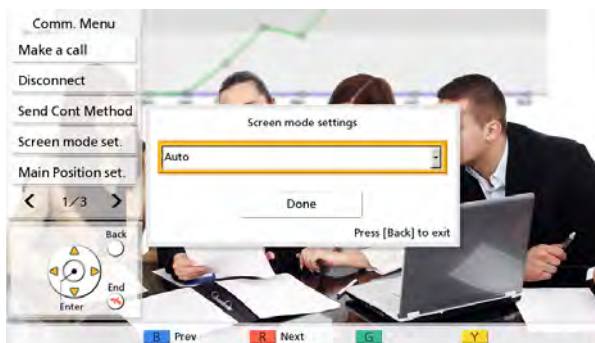 Comm. Menu
Make a call
Disconnect
Send Cont Method
Screen mode set.
Main Position set.
1/3
Back
End
Enter
Screen mode settings
Auto
Done
Press [Back] to exit
B Prev R Next G Y